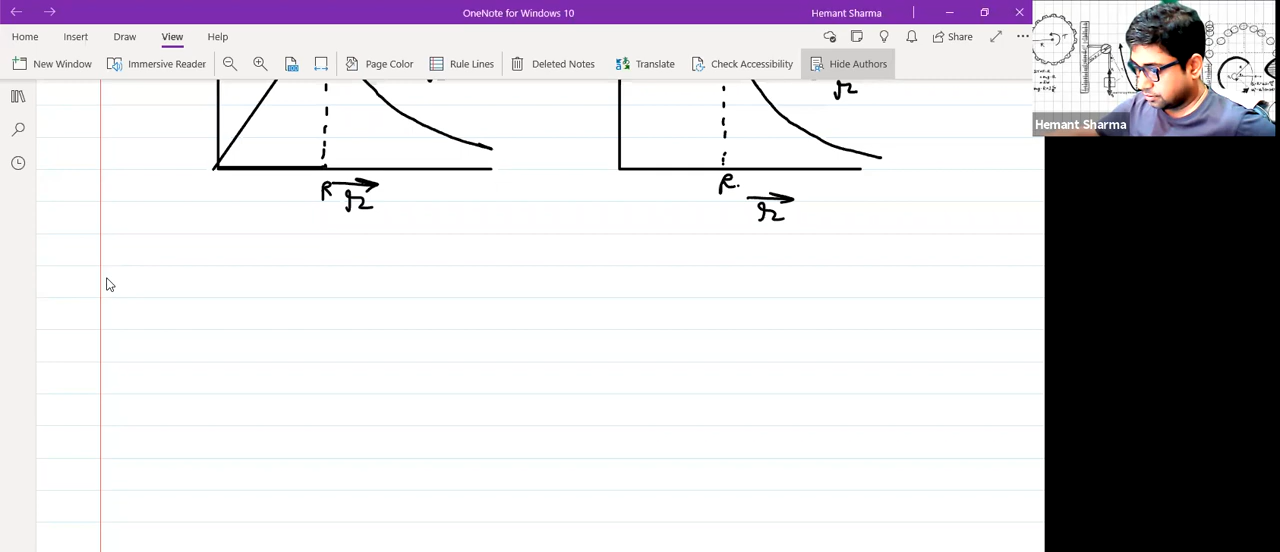 OneNote for Windows 10
Hemant Sharma
Home Insert Draw View Help
Share
New Window Immersive Reader Page Color Rule Lines Deleted Notes Translate Check Accessibility Hide Authors
R
r
R
r
r
Hemant Sharma